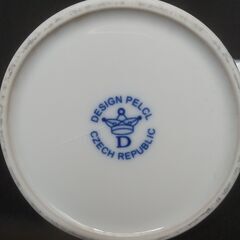 DESIGN PELCL
D
CZECH REPUBLIC